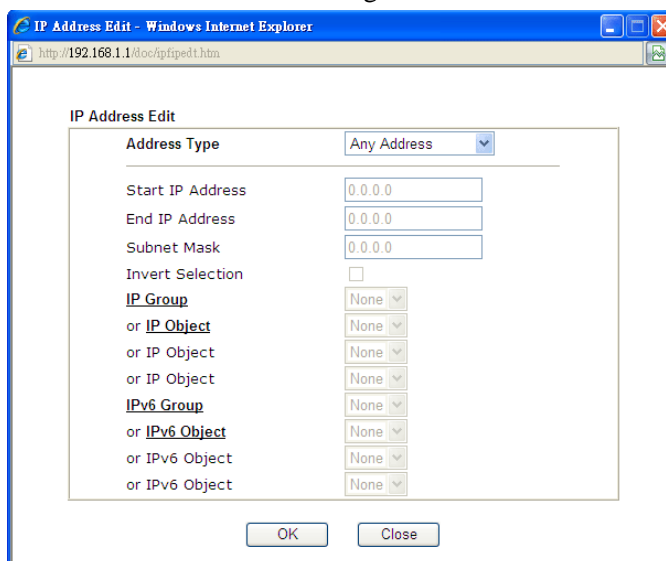 IP Address Edit - Windows Internet Explorer
http://192.168.1.1/doc/ipfipedt.htm
IP Address Edit
Address Type Any Address
Start IP Address 0.0.0.0
End IP Address 0.0.0.0
Subnet Mask 0.0.0.0
Invert Selection
IP Group None
or IP Object None
or IP Object None
or IP Object None
IPv6 Group None
or IPv6 Object None
or IPv6 Object None
or IPv6 Object None
OK Close